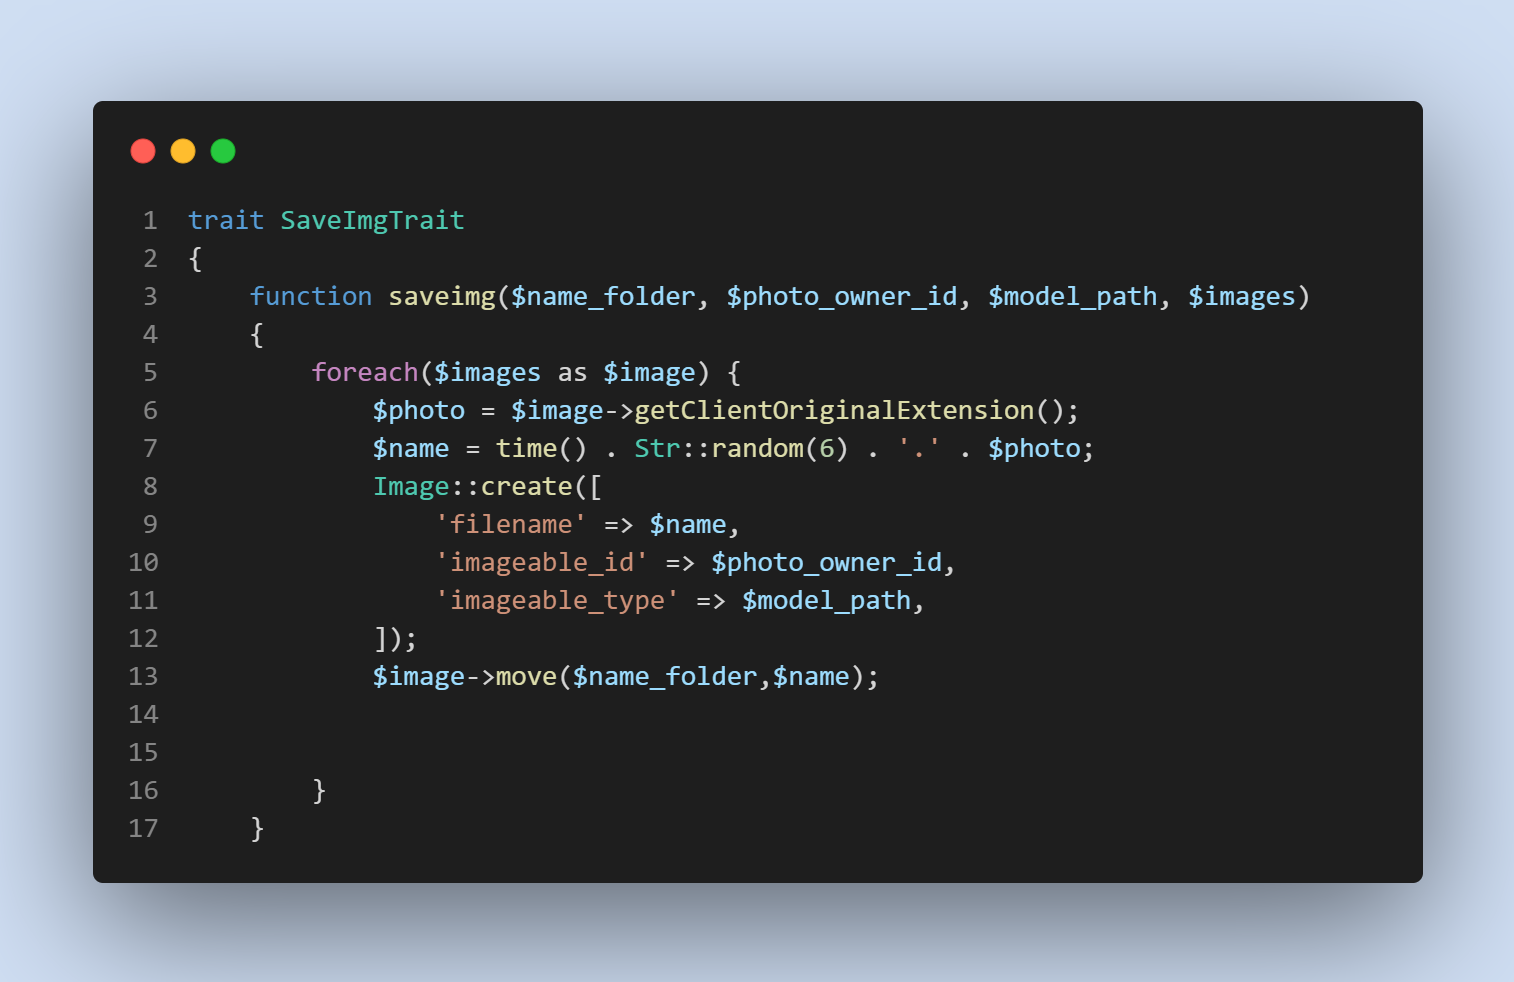 1 trait SaveImgTrait
2 {
3     function saveimg($name_folder, $photo_owner_id, $model_path, $images)
4     {
5         foreach($images as $image) {
6             $photo = $image->getClientOriginalExtension();
7             $name = time() . Str::random(6) . '.' . $photo;
8             Image::create([
9                 'filename' => $name,
10                 'imageable_id' => $photo_owner_id,
11                 'imageable_type' => $model_path,
12             ]);
13             $image->move($name_folder,$name);
14
15
16         }
17     }